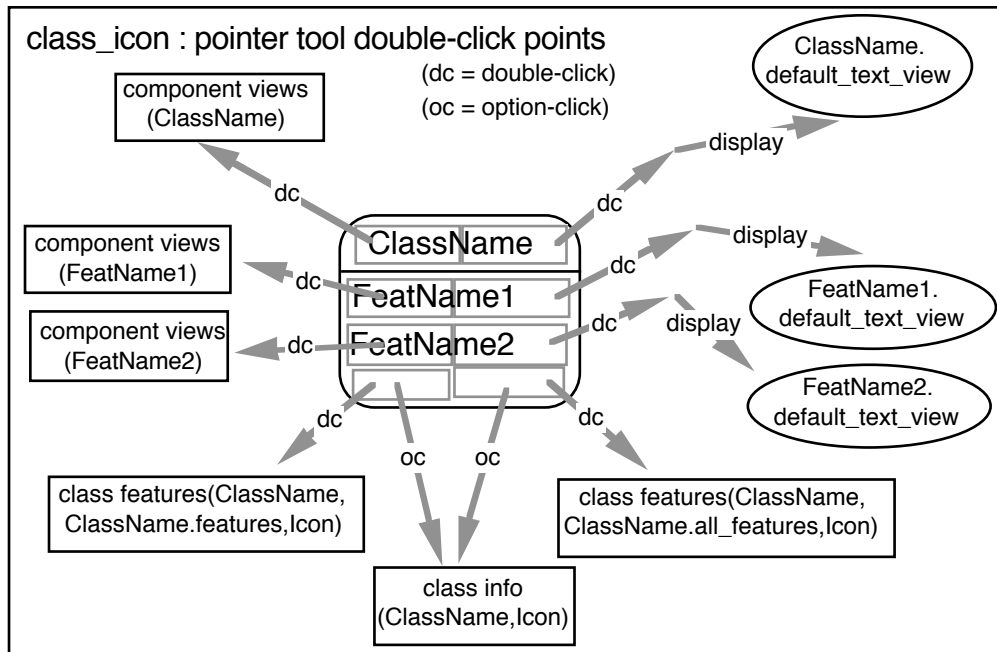 class_icon : pointer tool double-click points
(dc = double-click)
(oc = option-click)
ClassName.
default_text_view
component views
(ClassName)
display
dc
dc
ClassName
component views
(FeatName1)
display
dc
dc
FeatName1
FeatName1.
default_text_view
component views
(FeatName2)
dc
dc
display
FeatName2
FeatName2.
default_text_view
dc
dc
oc
oc
class features(ClassName,
ClassName.features,Icon)
class features(ClassName,
ClassName.all_features,Icon)
class info
(ClassName,Icon)